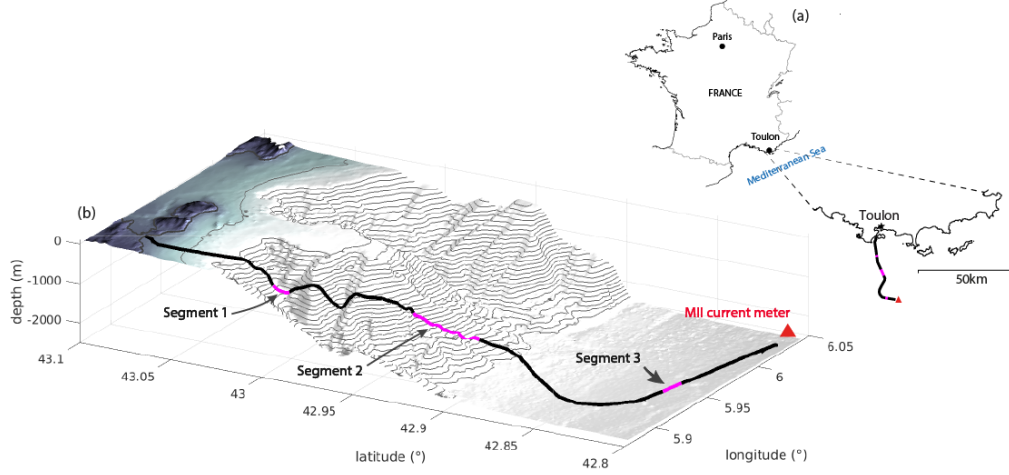 (a)
Paris
FRANCE
Toulon
Mediterranean Sea
Toulon
50km
(b)
depth (m)
0
-1000
-2000
Segment 1
Segment 2
Segment 3
MII current meter
43.1
43.05
43
42.95
42.9
42.85
42.8
latitude (°)
5.9
5.95
6
6.05
longitude (°)